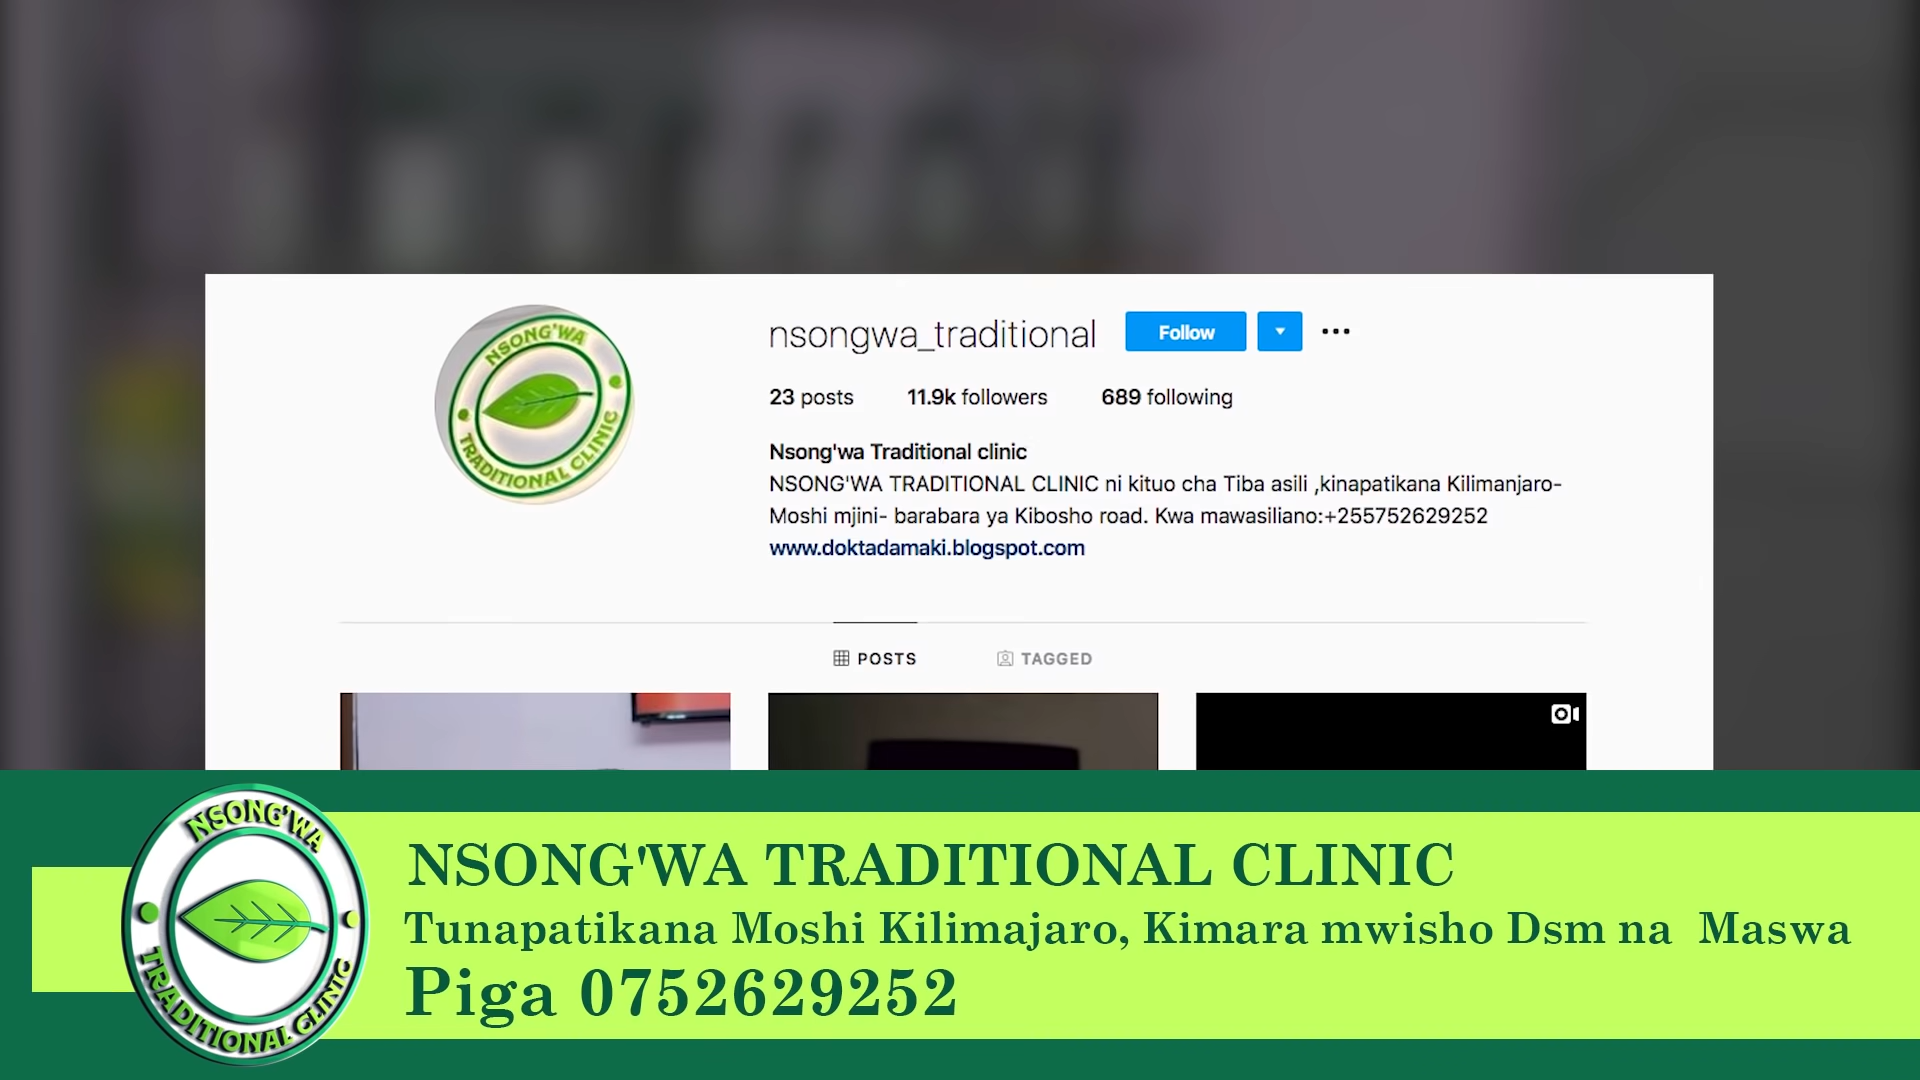 NSONG'WA
TRADITIONAL CLINIC
nsongwa_traditional Follow
23 posts 11.9k followers 689 following
Nsong'wa Traditional clinic
NSONG'WA TRADITIONAL CLINIC ni kituo cha Tiba asili ,kinapatikana Kilimanjaro-
Moshi mjini- barabara ya Kibosho road. Kwa mawasiliano:+255752629252
www.doktadamaki.blogspot.com
POSTS TAGGED
NSONG'WA
TRADITIONAL CLINIC
NSONG'WA TRADITIONAL CLINIC
Tunapatikana Moshi Kilimajaro, Kimara mwisho Dsm na Maswa
Piga 0752629252